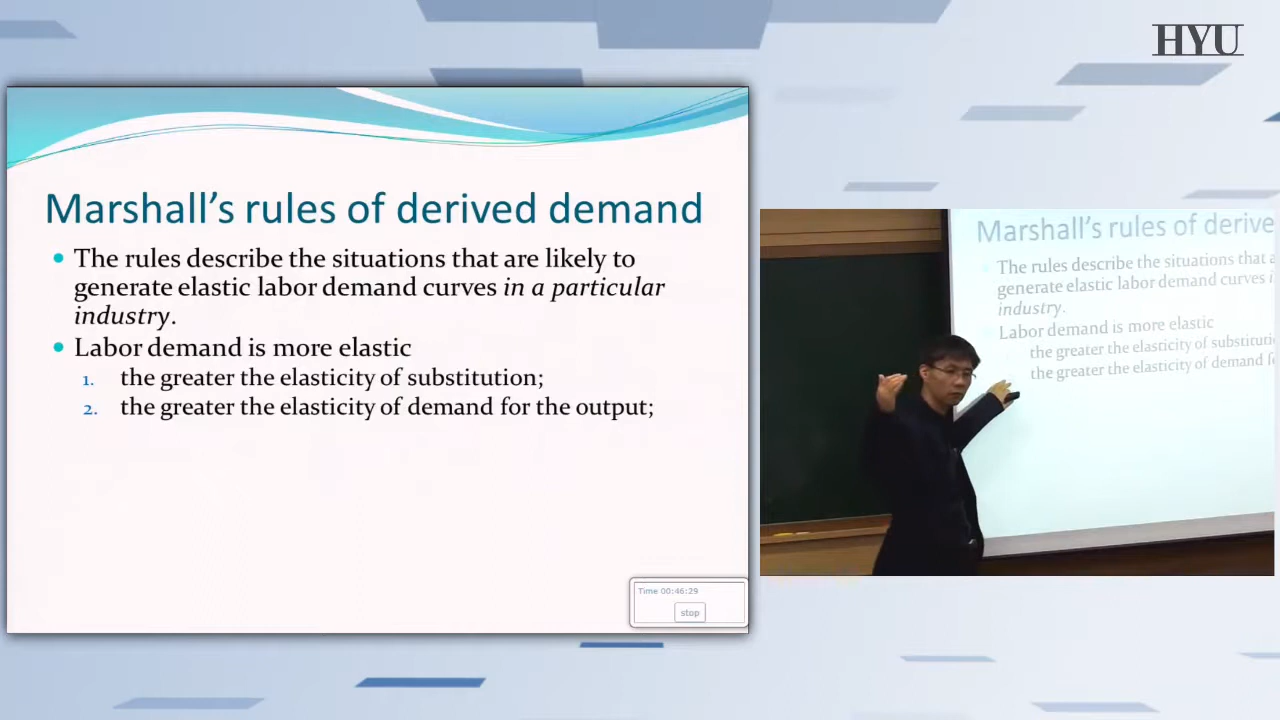 HYU
Marshall's rules of derived demand
The rules describe the situations that are likely to
generate elastic labor demand curves in a particular
industry.
Labor demand is more elastic
1. the greater the elasticity of substitution;
2. the greater the elasticity of demand for the output;
Time 00:46:29
stop
Marshall's rules of derive
The rules describe the situations that
generate elastic labor demand curves
industry.
Labor demand is more elastic
the greater the elasticity of substituti
the greater the elasticity of demand